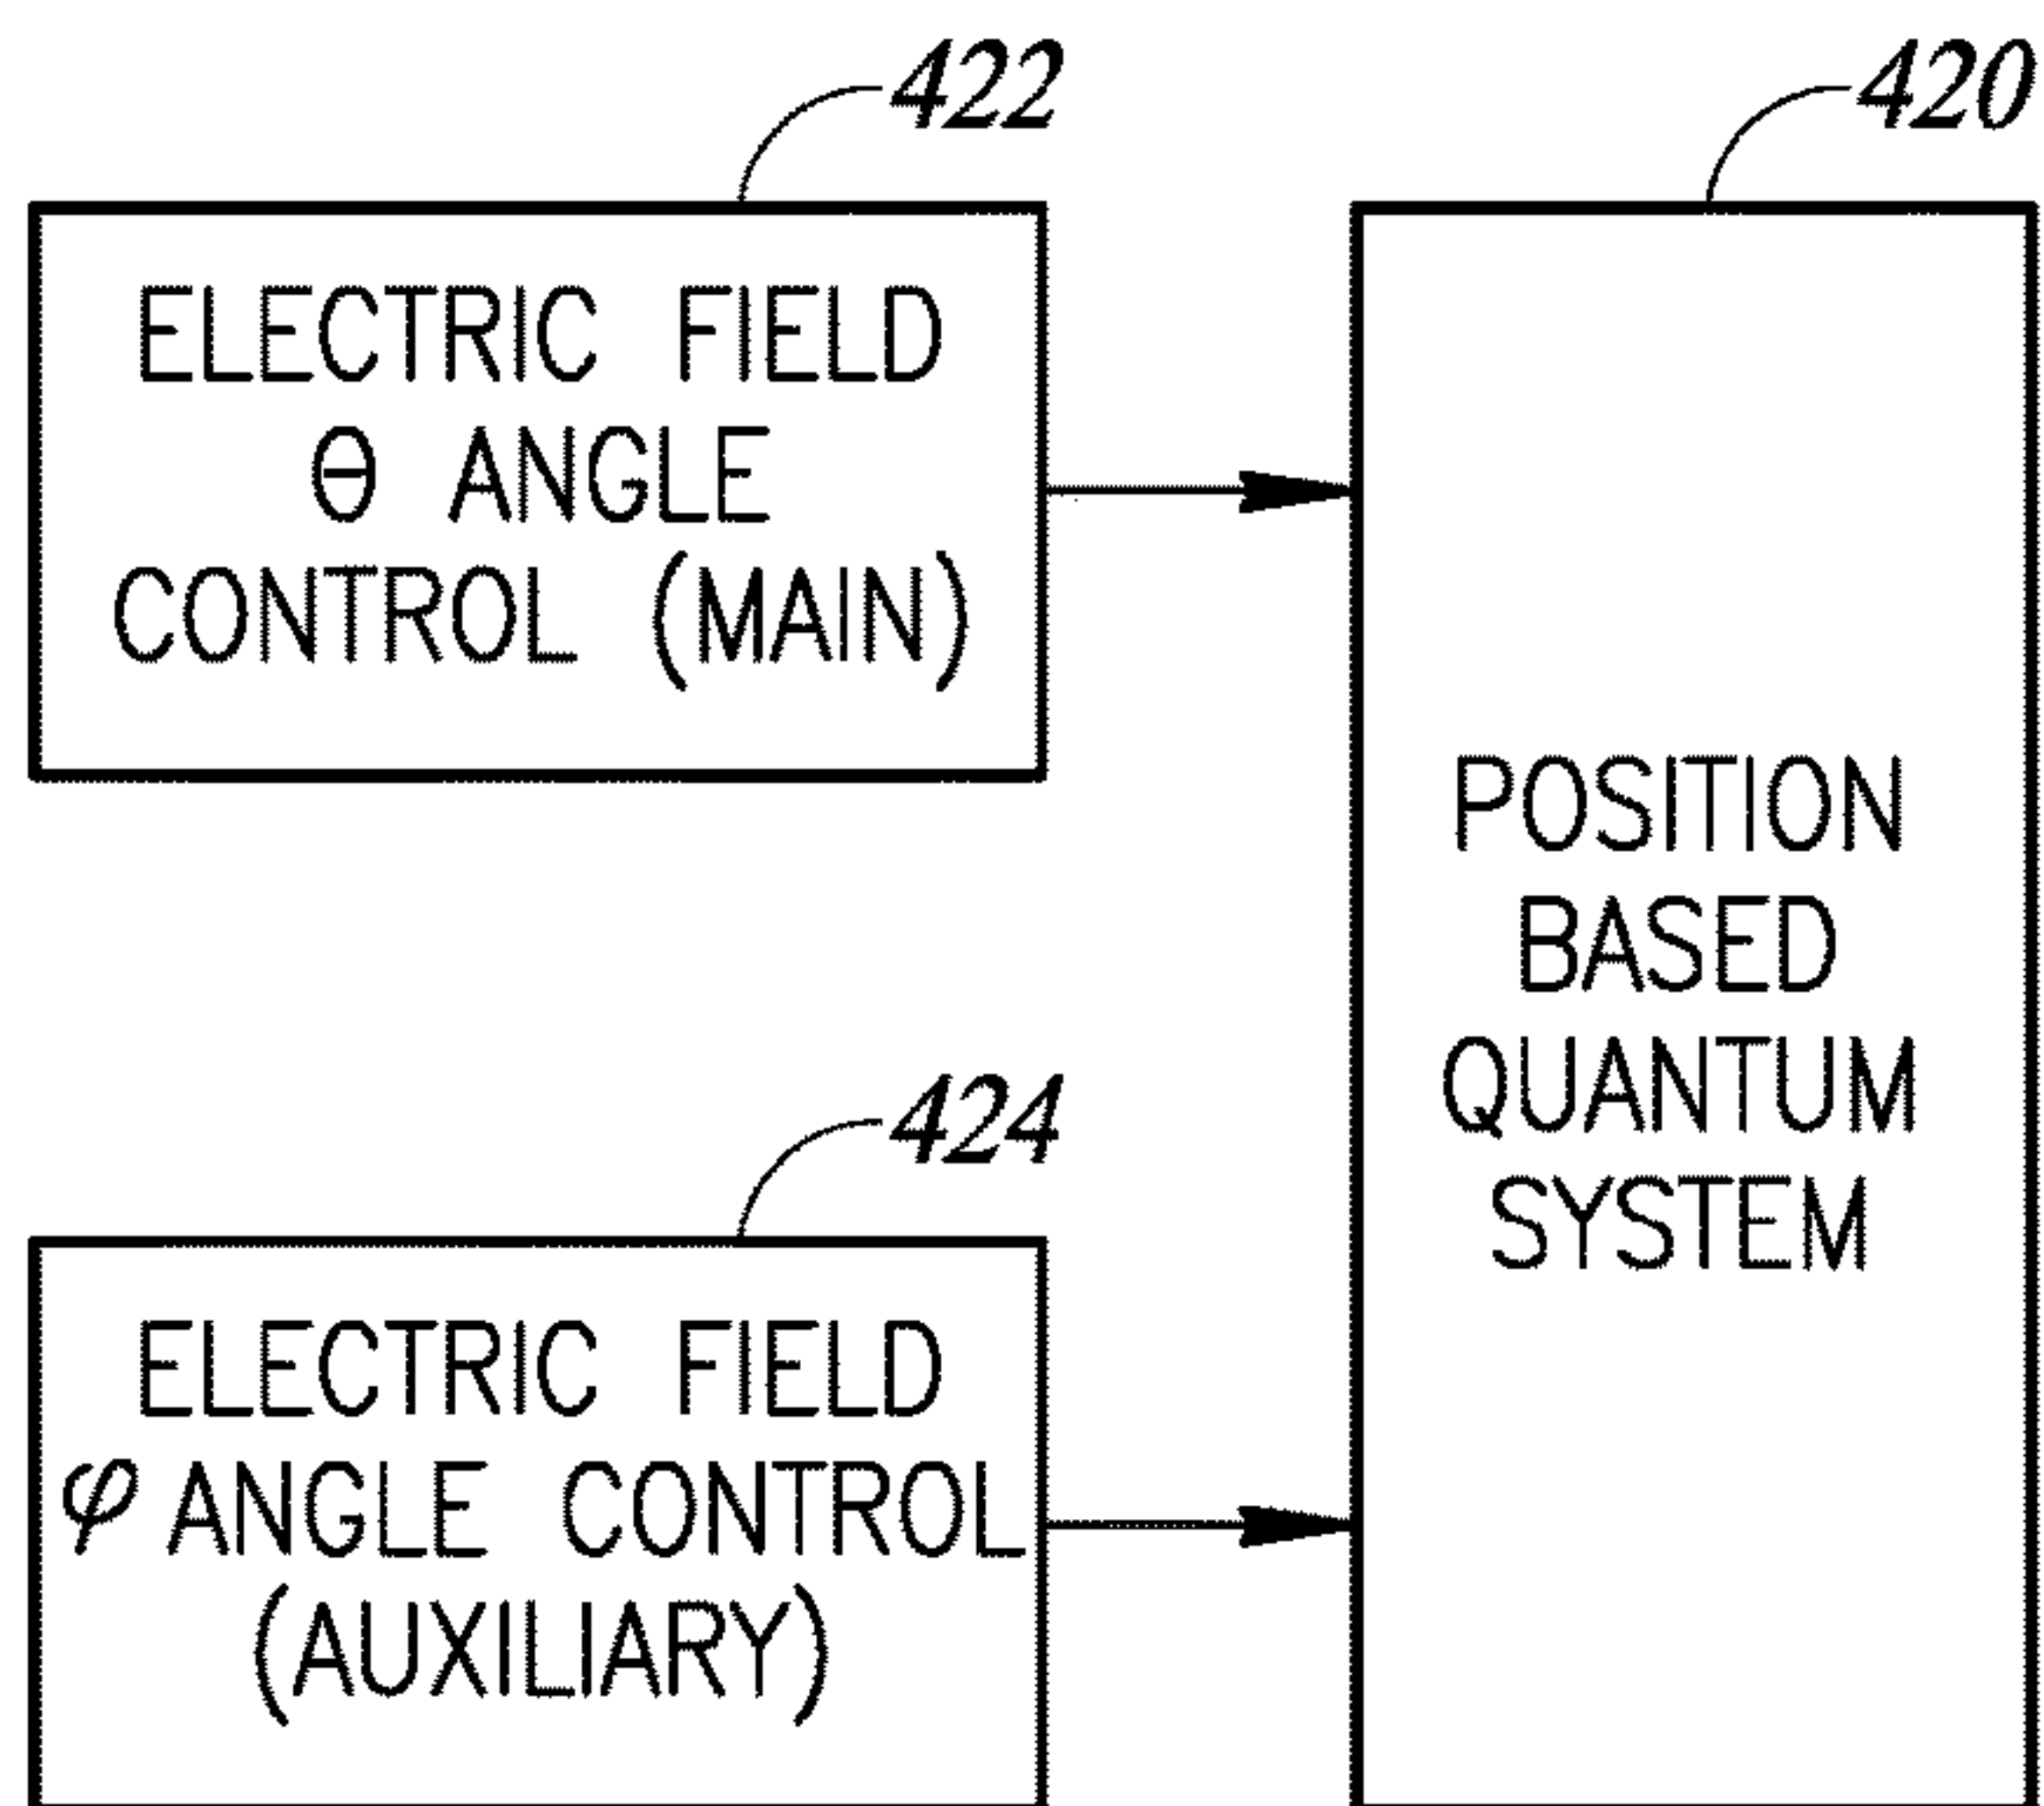 422
ELECTRIC FIELD
θ ANGLE
CONTROL (MAIN)
424
ELECTRIC FIELD
φ ANGLE CONTROL
(AUXILIARY)
420
POSITION
BASED
QUANTUM
SYSTEM